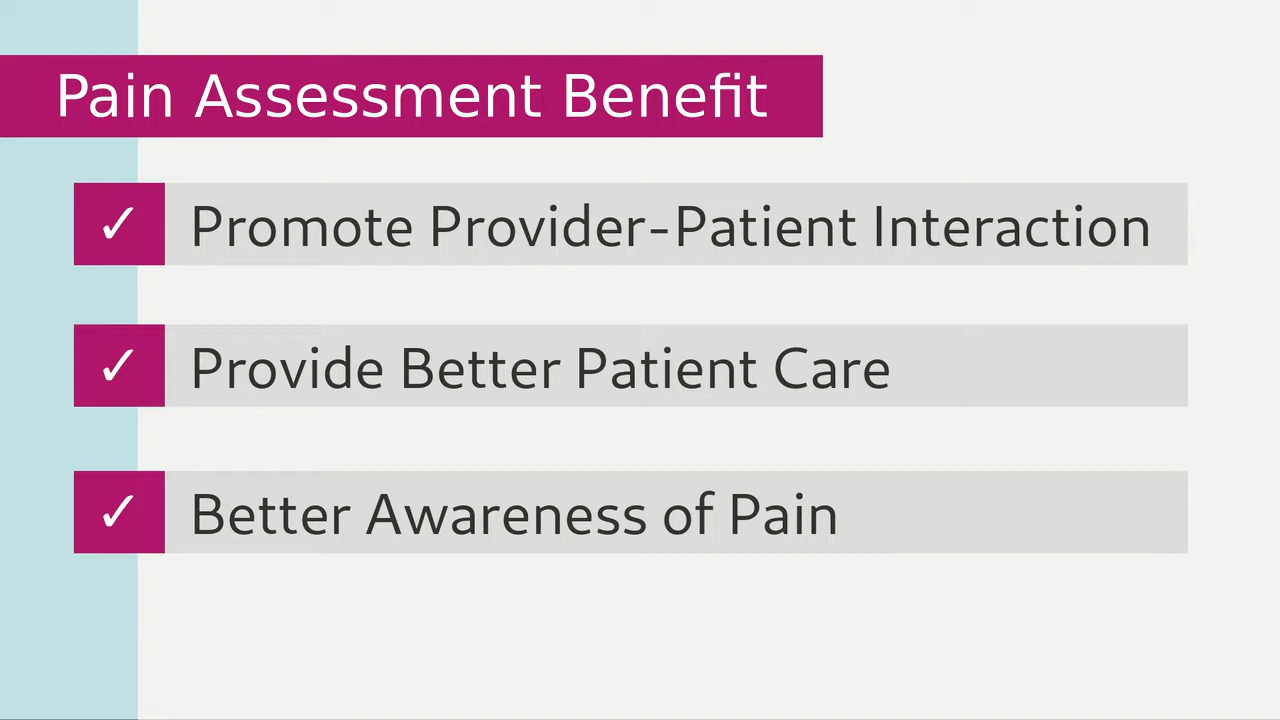 Pain Assessment Benefit
✓ Promote Provider-Patient Interaction
✓ Provide Better Patient Care
✓ Better Awareness of Pain